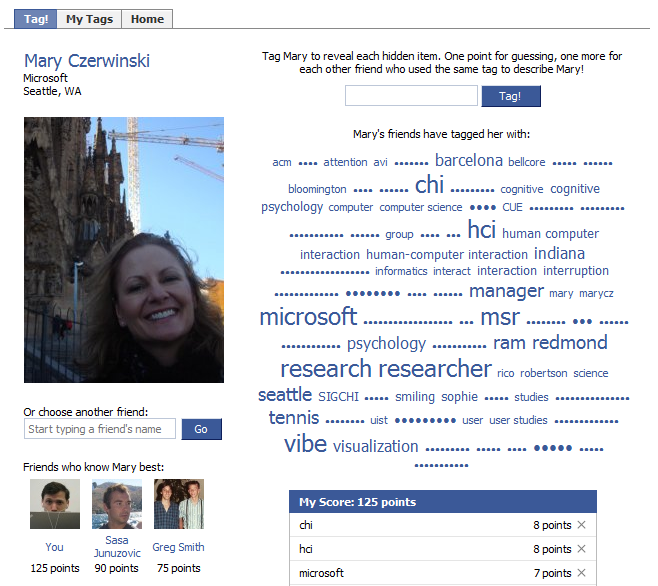 Tag!
My Tags
Home
Mary Czerwinski
Microsoft
Seattle, WA
Or choose another friend:
Start typing a friend's name
Go
Friends who know Mary best:
You
Sasa
Junuzovic
Greg Smith
125 points
90 points
75 points
Tag Mary to reveal each hidden item. One point for guessing, one more for
each other friend who used the same tag to describe Mary!
Tag!
Mary's friends have tagged her with:
acm •••• attention avi ••••••• barcelona bellcore ••••• ••••••
bloomington •••• •••••• chi ••••••••• cognitive cognitive
psychology computer computer science •••• CUE ••••••••• •••••••••
••••••••••• •••••• group •••• ••• hci human computer
interaction human-computer interaction indiana
•••••••••••••••••• informatics interact interaction interruption
••••••••••••• •••••••• •••• •••••• manager mary marycz
microsoft •••••••••••••••••• ••• msr •••••••• ••• ••••••
•••••••••••• psychology ••••••••••• ram redmond
research researcher rico robertson science
seattle SIGCHI ••••• smiling sophie ••••• studies •••••••••••••••
tennis •••••••• uist ••••••••• user user studies •••••••••••••
vibe visualization ••••••••• ••••• •••• ••••• •••••
•••••••••••
My Score: 125 points
chi 8 points ×
hci 8 points ×
microsoft 7 points ×